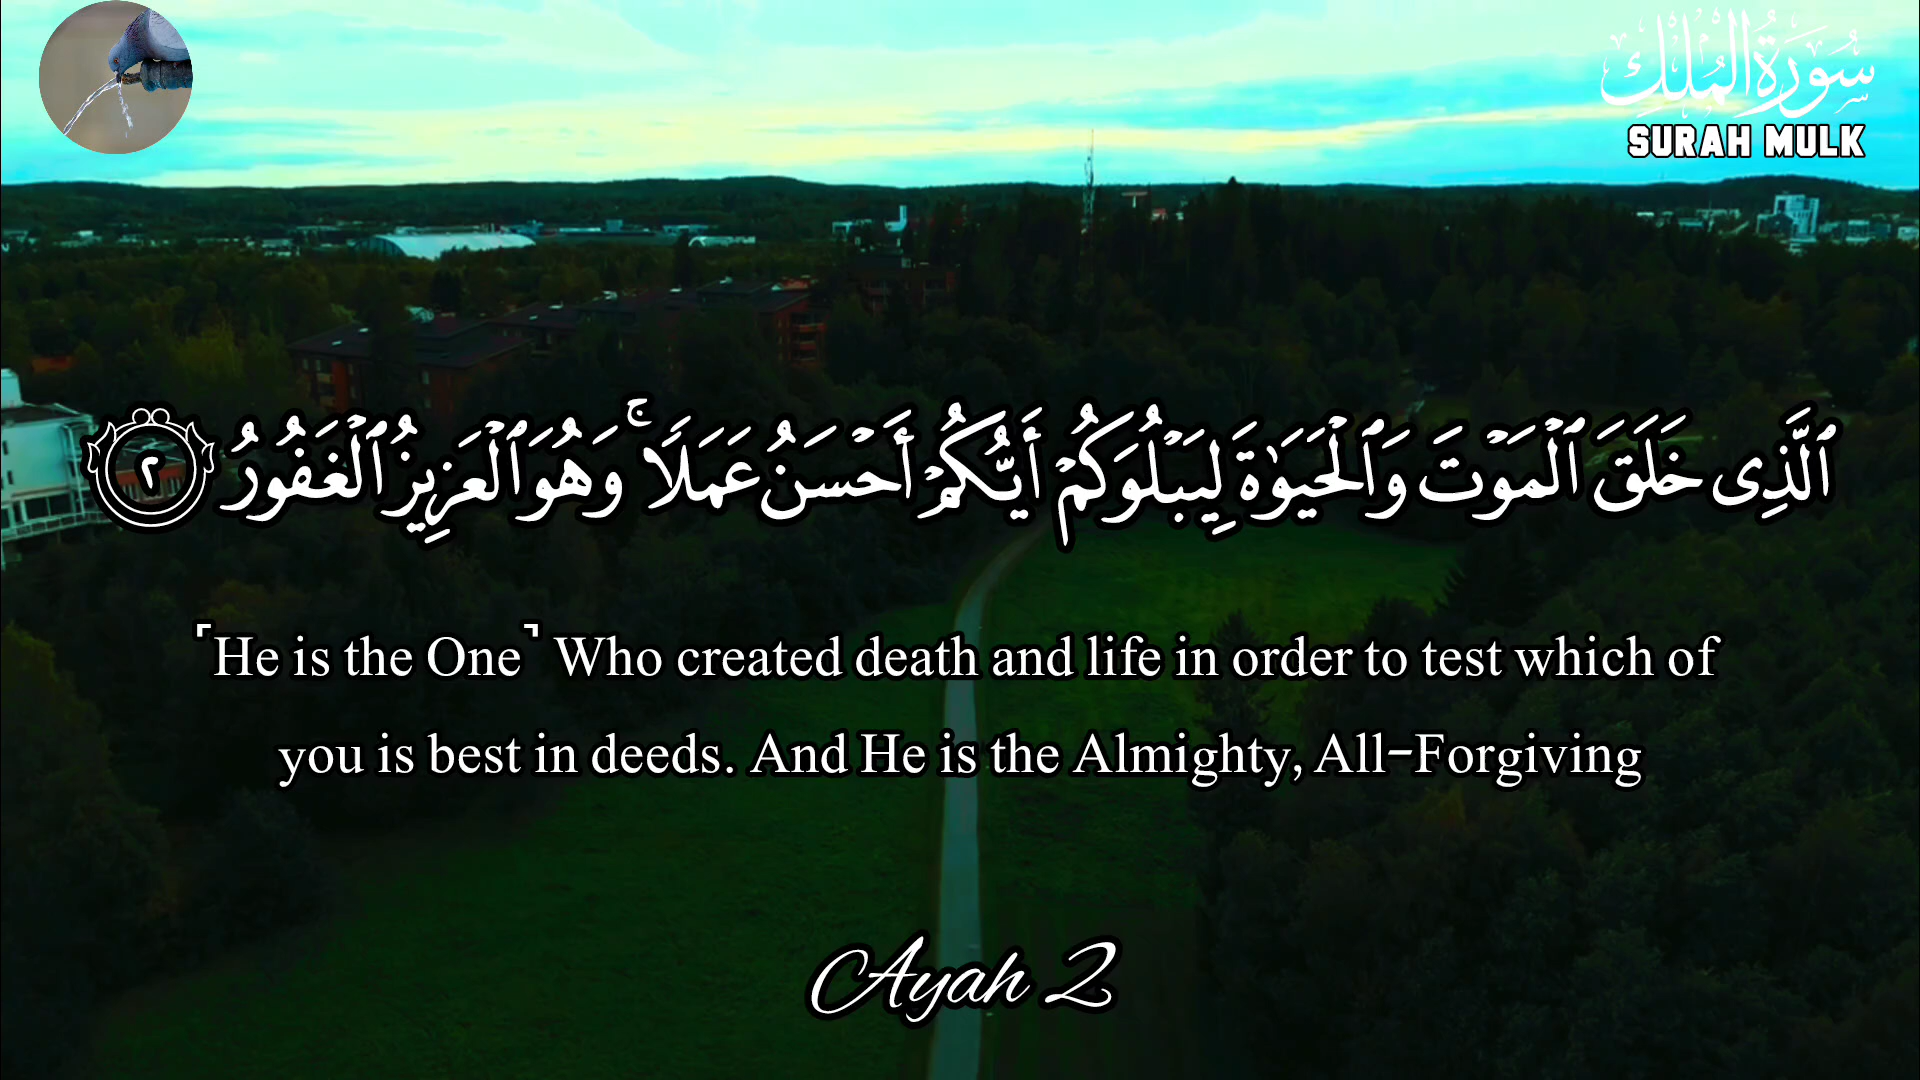 سُورَةُ الْمُلْكِ
SURAH MULK
ٱلَّذِى خَلَقَ ٱلْمَوْتَ وَٱلْحَيَوٰةَ لِيَبْلُوَكُمْ أَيُّكُمْ أَحْسَنُ عَمَلًا ۚ وَهُوَ ٱلْعَزِيزُ ٱلْغَفُورُ ٢
⸢He is the One⸣ Who created death and life in order to test which of
you is best in deeds. And He is the Almighty, All-Forgiving
Ayah 2